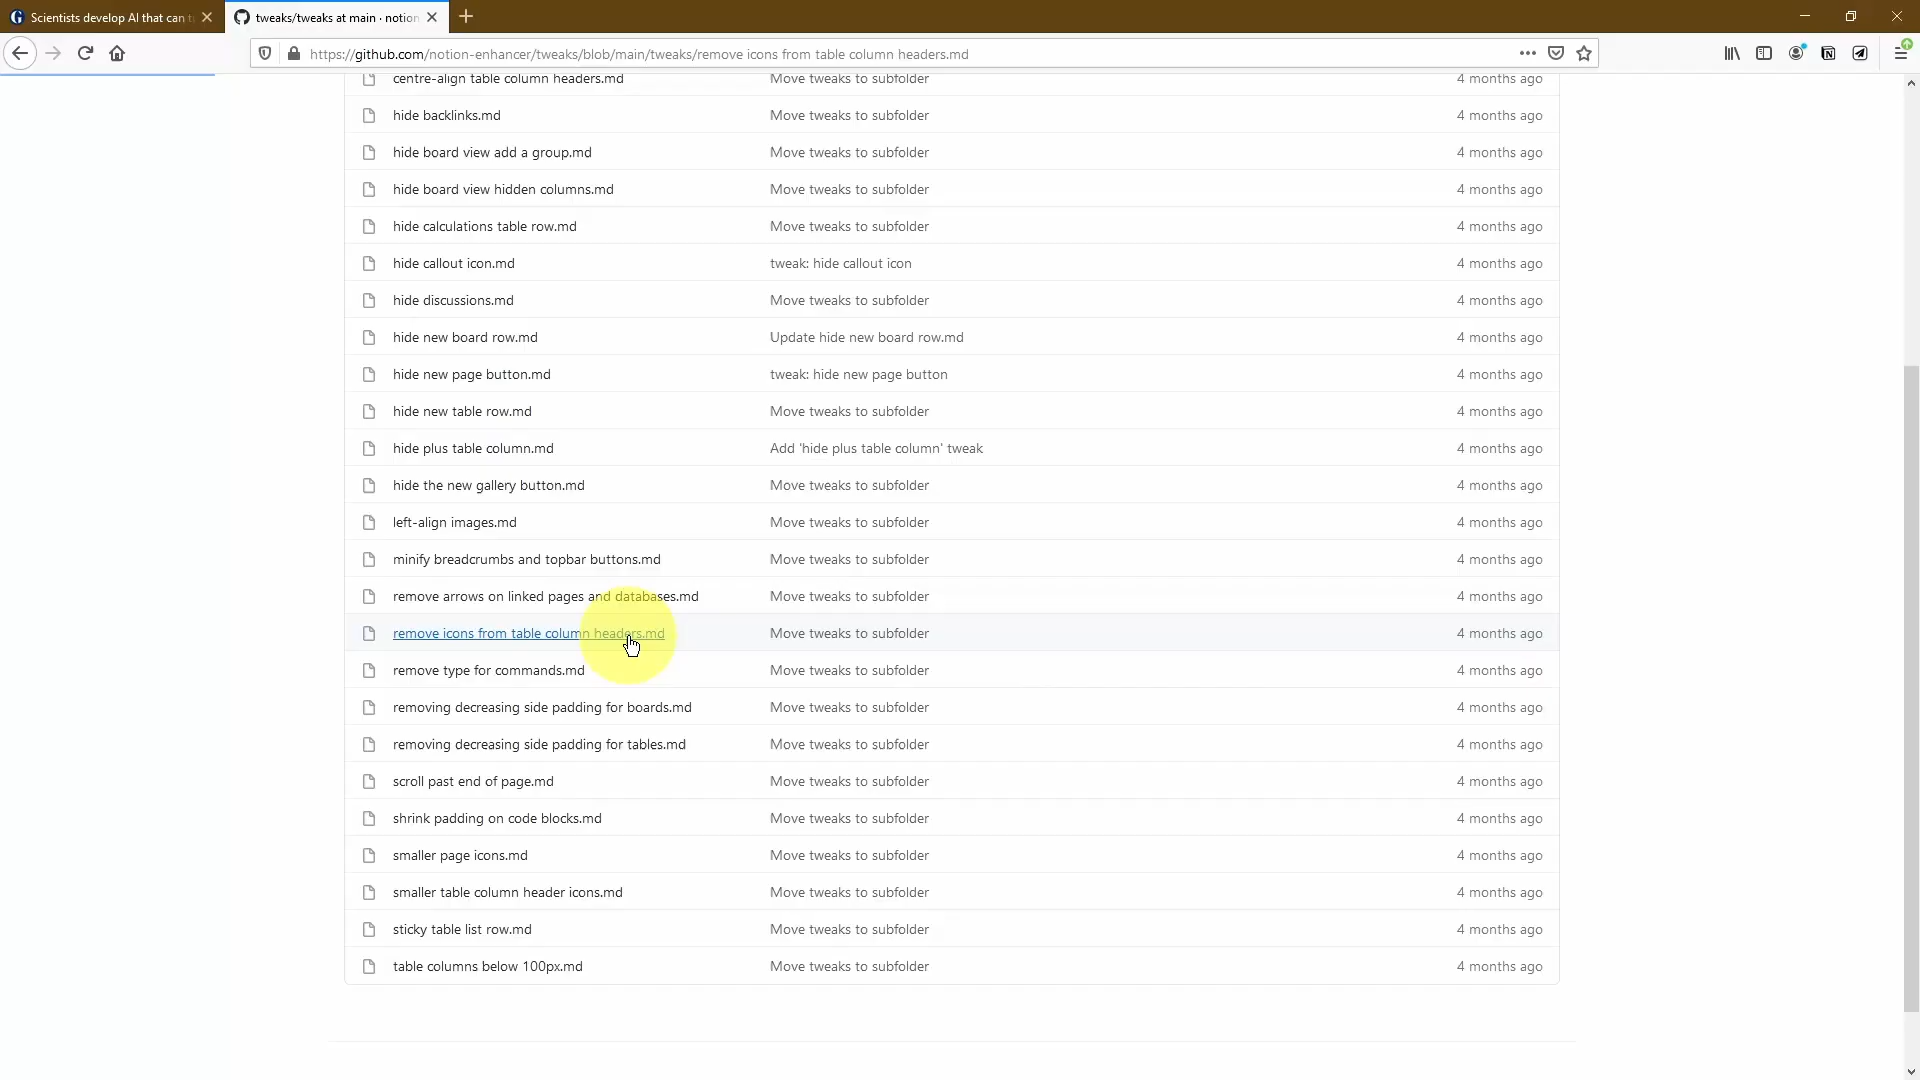 Scientists develop AI that can t
tweaks/tweaks at main · notion
https://github.com/notion-enhancer/tweaks/blob/main/tweaks/remove icons from table column headers.md
centre-align table column headers.md Move tweaks to subfolder 4 months ago
hide backlinks.md Move tweaks to subfolder 4 months ago
hide board view add a group.md Move tweaks to subfolder 4 months ago
hide board view hidden columns.md Move tweaks to subfolder 4 months ago
hide calculations table row.md Move tweaks to subfolder 4 months ago
hide callout icon.md tweak: hide callout icon 4 months ago
hide discussions.md Move tweaks to subfolder 4 months ago
hide new board row.md Update hide new board row.md 4 months ago
hide new page button.md tweak: hide new page button 4 months ago
hide new table row.md Move tweaks to subfolder 4 months ago
hide plus table column.md Add 'hide plus table column' tweak 4 months ago
hide the new gallery button.md Move tweaks to subfolder 4 months ago
left-align images.md Move tweaks to subfolder 4 months ago
minify breadcrumbs and topbar buttons.md Move tweaks to subfolder 4 months ago
remove arrows on linked pages and databases.md Move tweaks to subfolder 4 months ago
remove icons from table column headers.md Move tweaks to subfolder 4 months ago
remove type for commands.md Move tweaks to subfolder 4 months ago
removing decreasing side padding for boards.md Move tweaks to subfolder 4 months ago
removing decreasing side padding for tables.md Move tweaks to subfolder 4 months ago
scroll past end of page.md Move tweaks to subfolder 4 months ago
shrink padding on code blocks.md Move tweaks to subfolder 4 months ago
smaller page icons.md Move tweaks to subfolder 4 months ago
smaller table column header icons.md Move tweaks to subfolder 4 months ago
sticky table list row.md Move tweaks to subfolder 4 months ago
table columns below 100px.md Move tweaks to subfolder 4 months ago